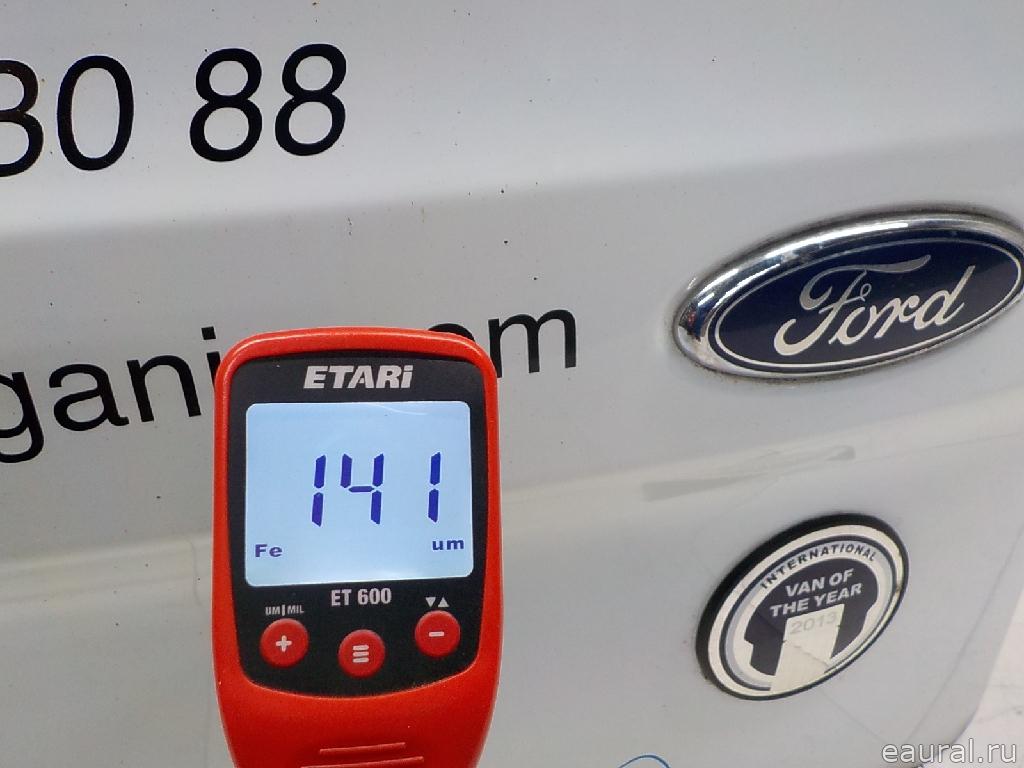 30 88
Ford
gani
om
ETARI
141
Fe
um
ET 600
UM|MIL
INTERNATIONAL
VAN OF
THE YEAR
2013
eaural.ru